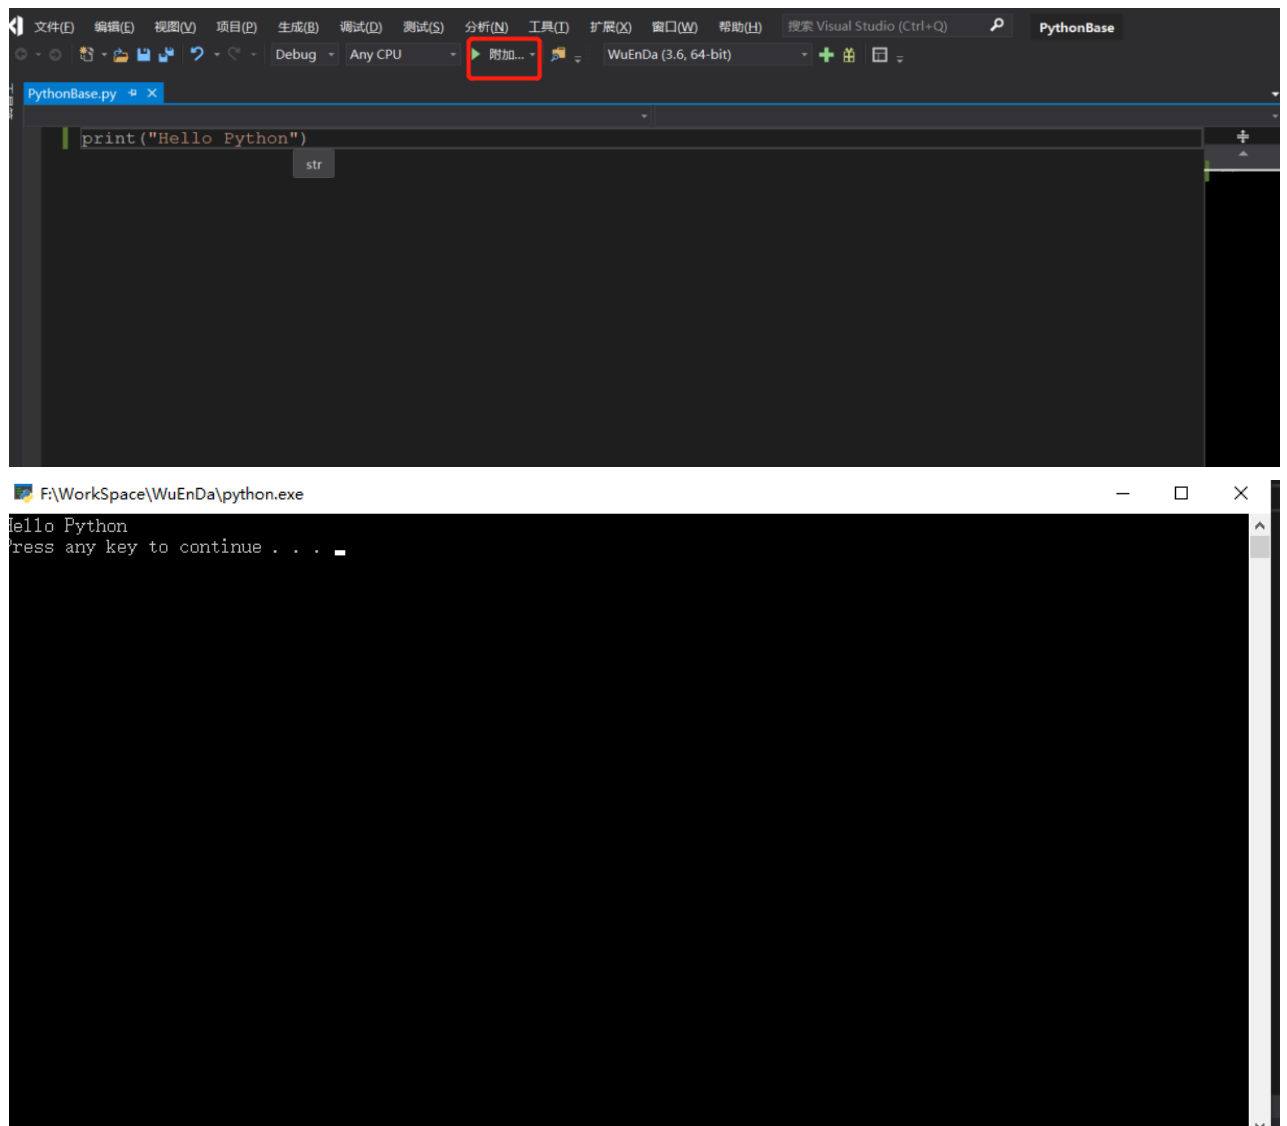 文件(F) 编辑(E) 视图(V) 项目(P) 生成(B) 调试(D) 测试(S) 分析(N) 工具(T) 扩展(X) 窗口(W) 帮助(H) 搜索 Visual Studio (Ctrl+Q) PythonBase
Debug Any CPU 附加... WuEnDa (3.6, 64-bit)
PythonBase.py
print("Hello Python")
str
F:\WorkSpace\WuEnDa\python.exe
Hello Python
Press any key to continue . . .